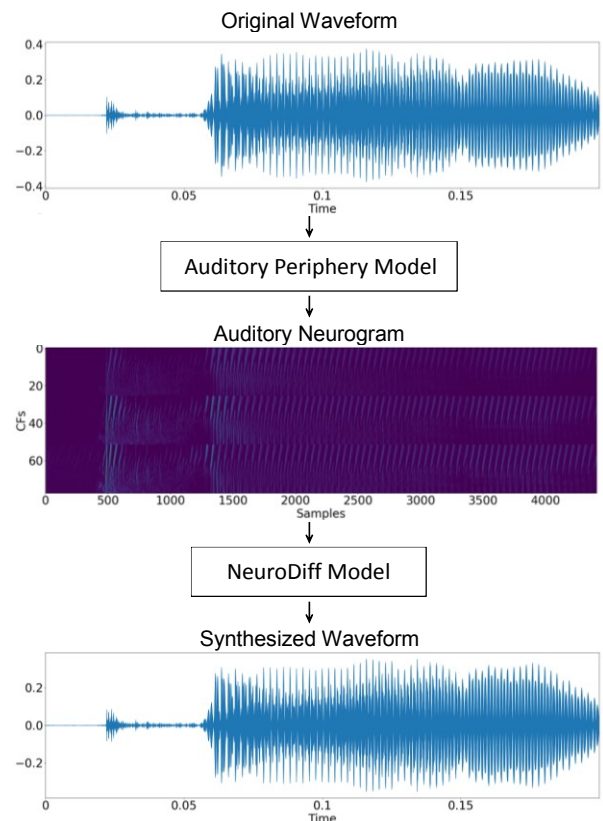 Original Waveform
0.4
0.2
0.0
−0.2
−0.4
0 0.05 0.1 0.15
Time
Auditory Periphery Model
Auditory Neurogram
0
20
40
60
CFs
0 500 1000 1500 2000 2500 3000 3500 4000
Samples
NeuroDiff Model
Synthesized Waveform
0.2
0.0
−0.2
0 0.05 0.1 0.15
Time